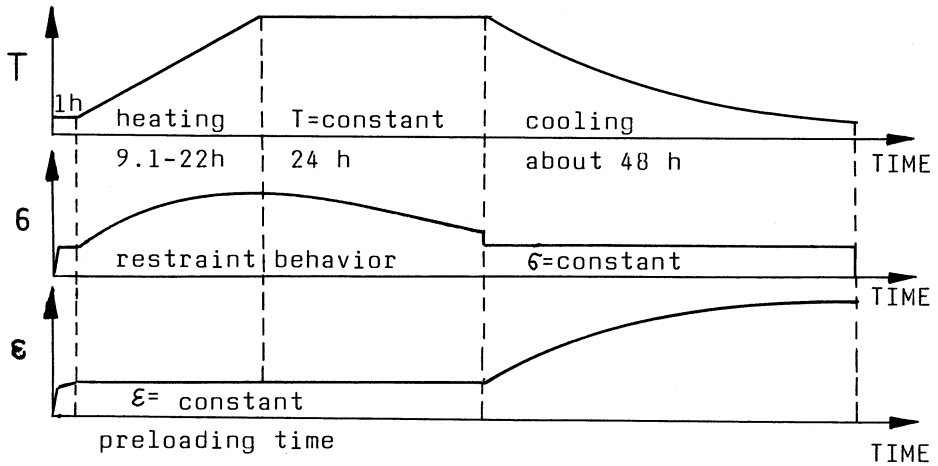 T
1h
heating T=constant cooling
9.1-22h 24 h about 48 h TIME
6
restraint behavior σ=constant
TIME
ε
ε= constant
preloading time
TIME